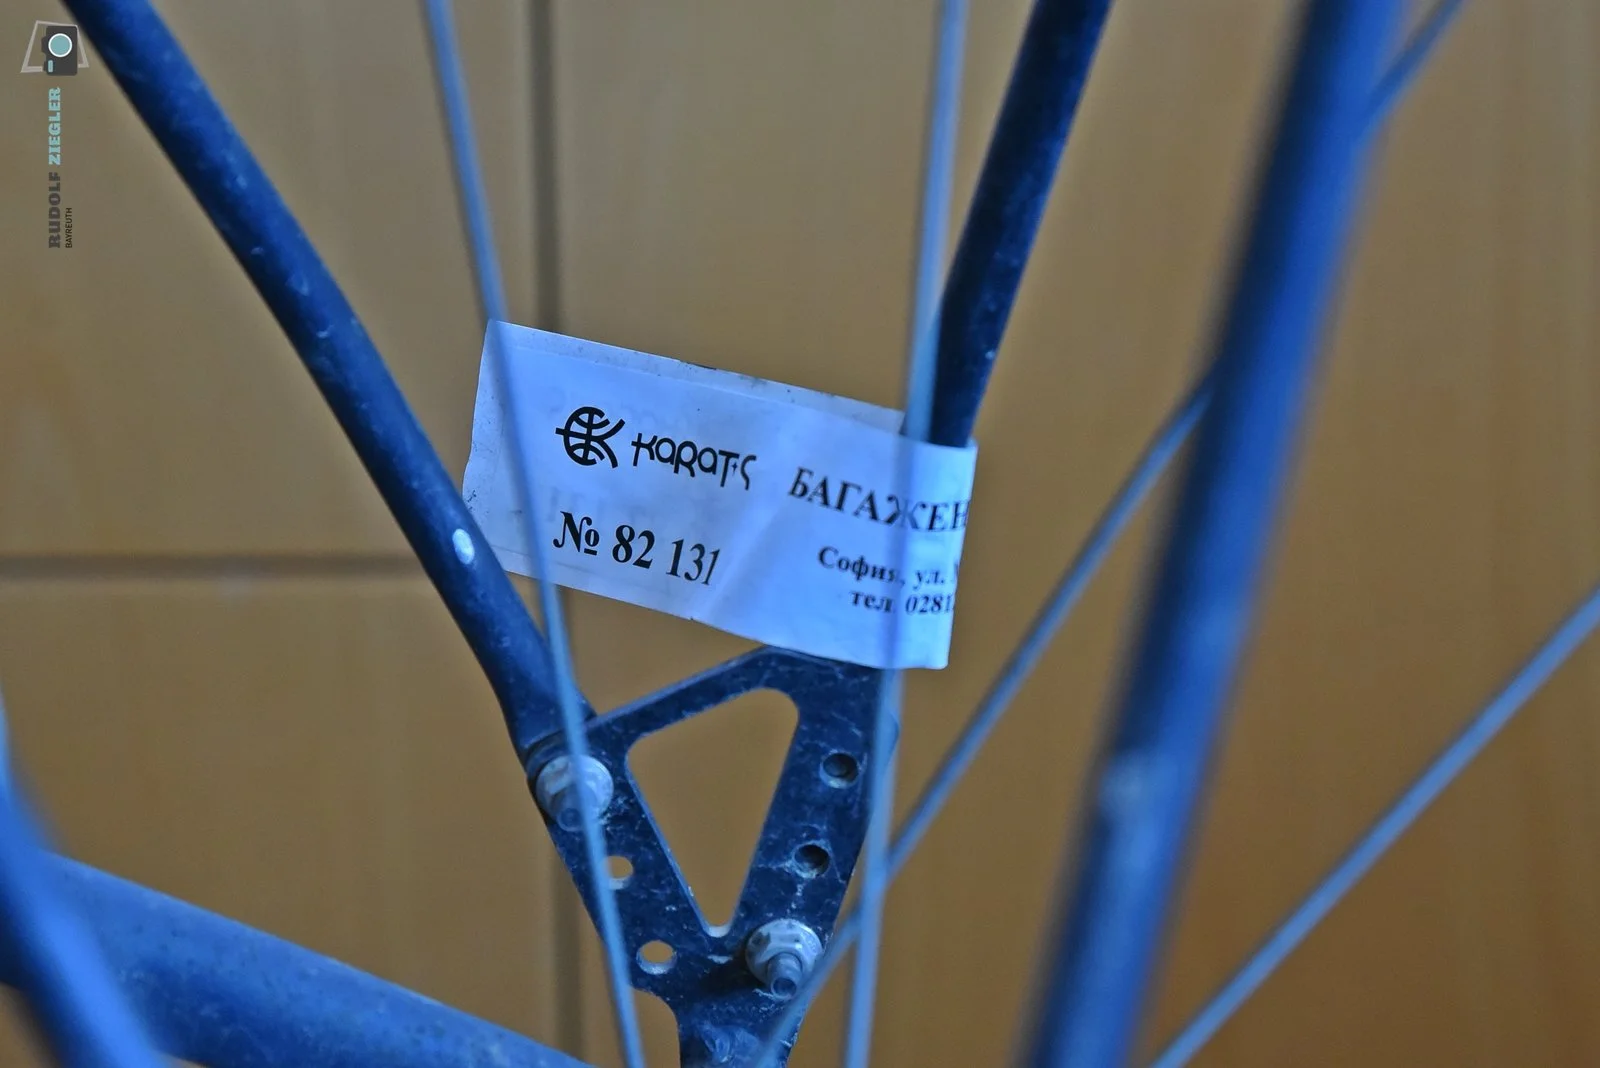 RUDOLF ZIEGLER
BAYREUTH
KaRaT-S
БАГАЖЕН
№ 82 131
София, ул.
тел. 0281